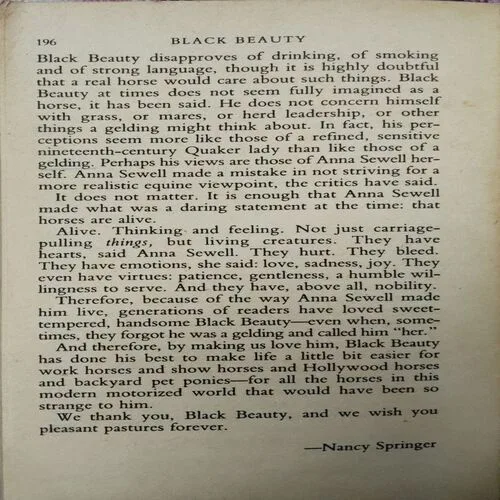 196 BLACK BEAUTY
Black Beauty disapproves of drinking, of smoking
and of strong language, though it is highly doubtful
that a real horse would care about such things. Black
Beauty at times does not seem fully imagined as a
horse, it has been said. He does not concern himself
with grass, or mares, or herd leadership, or other
things a gelding might think about. In fact, his per-
ceptions seem more like those of a refined, sensitive
nineteenth-century Quaker lady than like those of a
gelding. Perhaps his views are those of Anna Sewell her-
self. Anna Sewell made a mistake in not striving for a
more realistic equine viewpoint, the critics have said.
It does not matter. It is enough that Anna Sewell
made what was a daring statement at the time: that
horses are alive.
Alive. Thinking and feeling. Not just carriage-
pulling things, but living creatures. They have
hearts, said Anna Sewell. They hurt. They bleed.
They have emotions, she said: love, sadness, joy. They
even have virtues: patience, gentleness, a humble wil-
lingness to serve. And they have, above all, nobility.
Therefore, because of the way Anna Sewell made
him live, generations of readers have loved sweet-
tempered, handsome Black Beauty—even when, some-
times, they forgot he was a gelding and called him "her."
And therefore, by making us love him, Black Beauty
has done his best to make life a little bit easier for
work horses and show horses and Hollywood horses
and backyard pet ponies—for all the horses in this
modern motorized world that would have been so
strange to him.
We thank you, Black Beauty, and we wish you
pleasant pastures forever.
—Nancy Springer